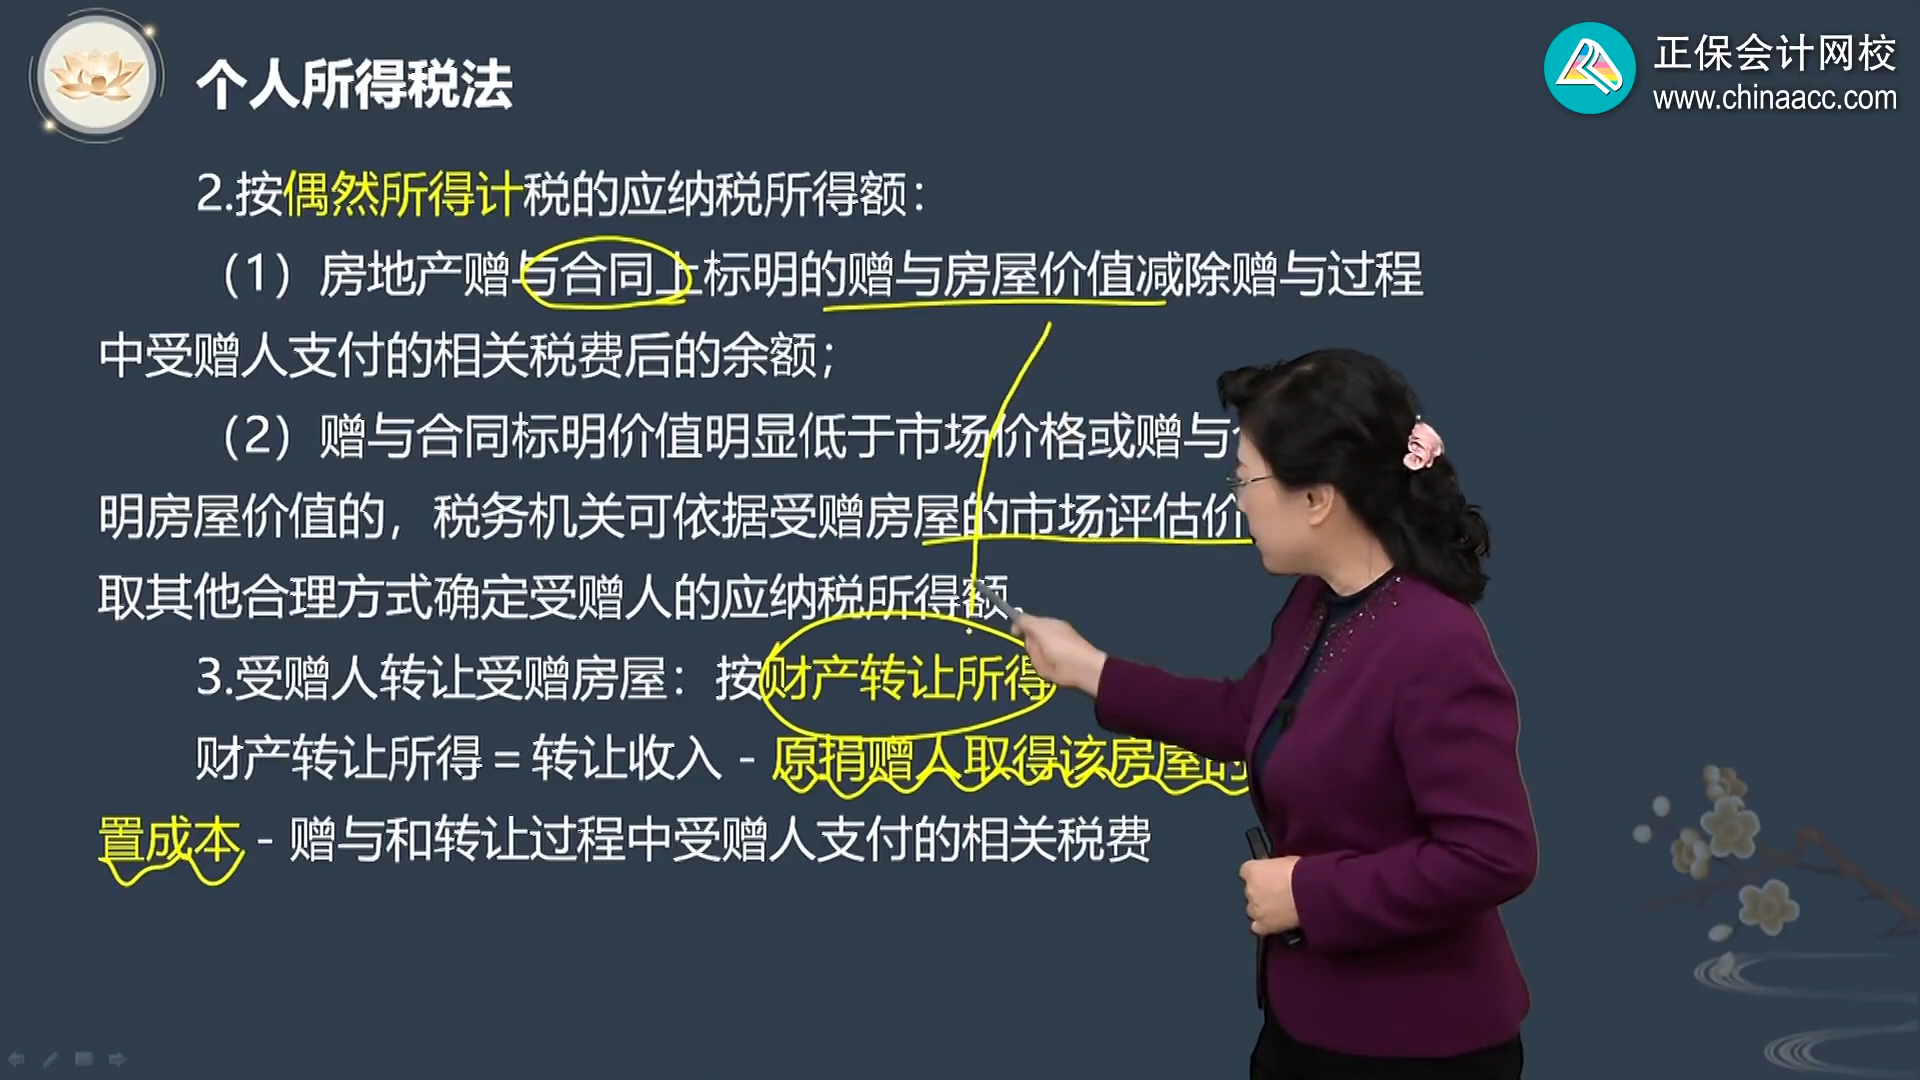 个人所得税法
正保会计网校
www.chinaacc.com
2.按偶然所得计税的应纳税所得额：
（1）房地产赠与合同上标明的赠与房屋价值减除赠与过程
中受赠人支付的相关税费后的余额；
（2）赠与合同标明价值明显低于市场价格或赠与
明房屋价值的，税务机关可依据受赠房屋的市场评估价
取其他合理方式确定受赠人的应纳税所得额。
3.受赠人转让受赠房屋：按财产转让所得
财产转让所得＝转让收入－原捐赠人取得该房屋的
置成本－赠与和转让过程中受赠人支付的相关税费